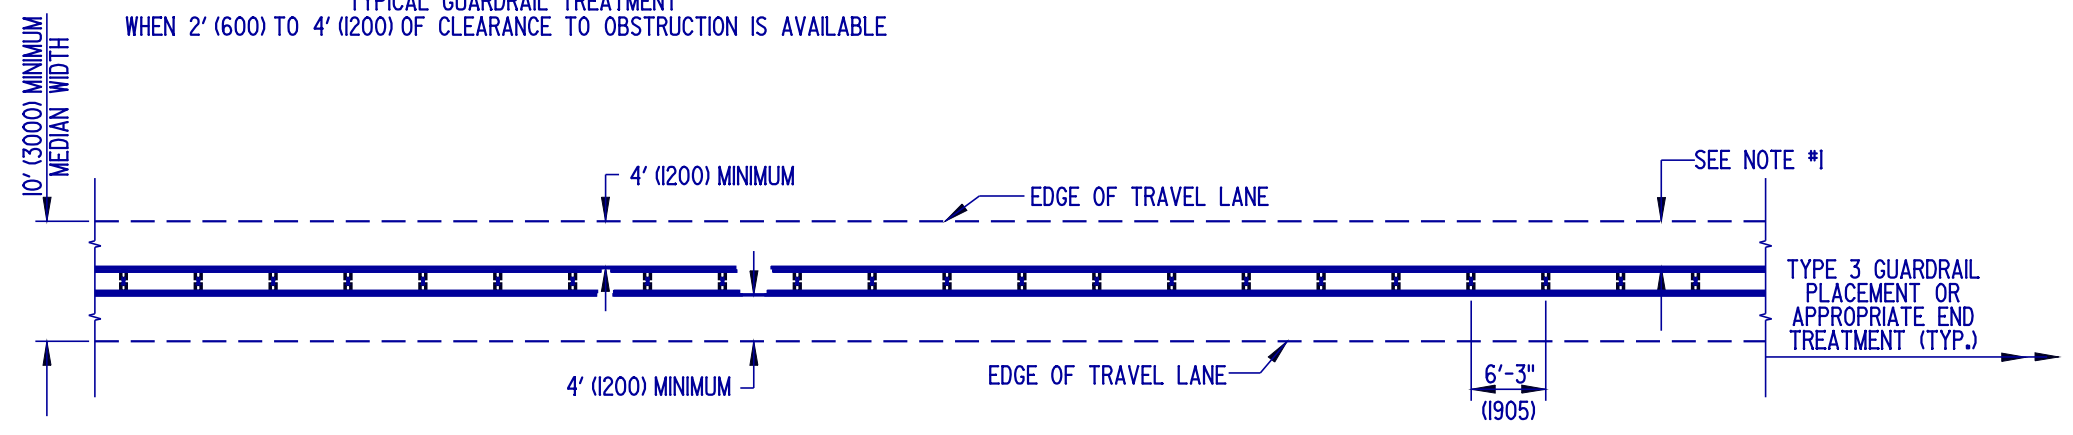 TYPICAL GUARDRAIL TREATMENT
WHEN 2' (600) TO 4' (1200) OF CLEARANCE TO OBSTRUCTION IS AVAILABLE
10' (3000) MINIMUM
MEDIAN WIDTH
4' (1200) MINIMUM
EDGE OF TRAVEL LANE
SEE NOTE #1
TYPE 3 GUARDRAIL
PLACEMENT OR
APPROPRIATE END
TREATMENT (TYP.)
4' (1200) MINIMUM
EDGE OF TRAVEL LANE
6'-3"
(1905)